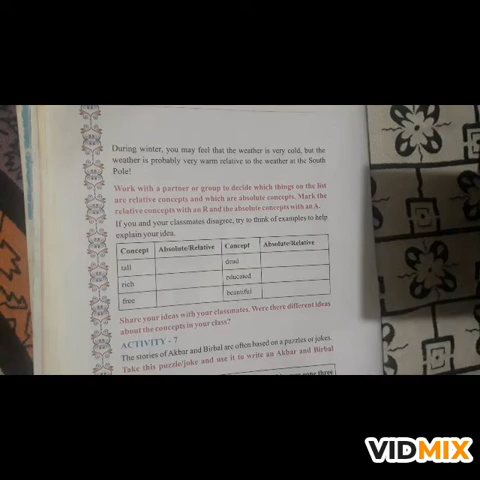 During winter, you may feel that the weather is very cold, but the
weather is probably very warm relative to the weather at the South
Pole!
Work with a partner or group to decide which things on the list
are relative concepts and which are absolute concepts. Mark the
relative concepts with an R and the absolute concepts with an A.
If you and your classmates disagree, try to think of examples to help
explain your idea.
Concept Absolute/Relative Concept Absolute/Relative
tall dead
rich educated
free beautiful
Share your ideas with your classmates. Were there different ideas
about the concepts in your class?
ACTIVITY - 7
The stories of Akbar and Birbal are often based on a puzzles or jokes.
Take this puzzle/joke and use it to write an Akbar and Birbal
three
VIDMIX